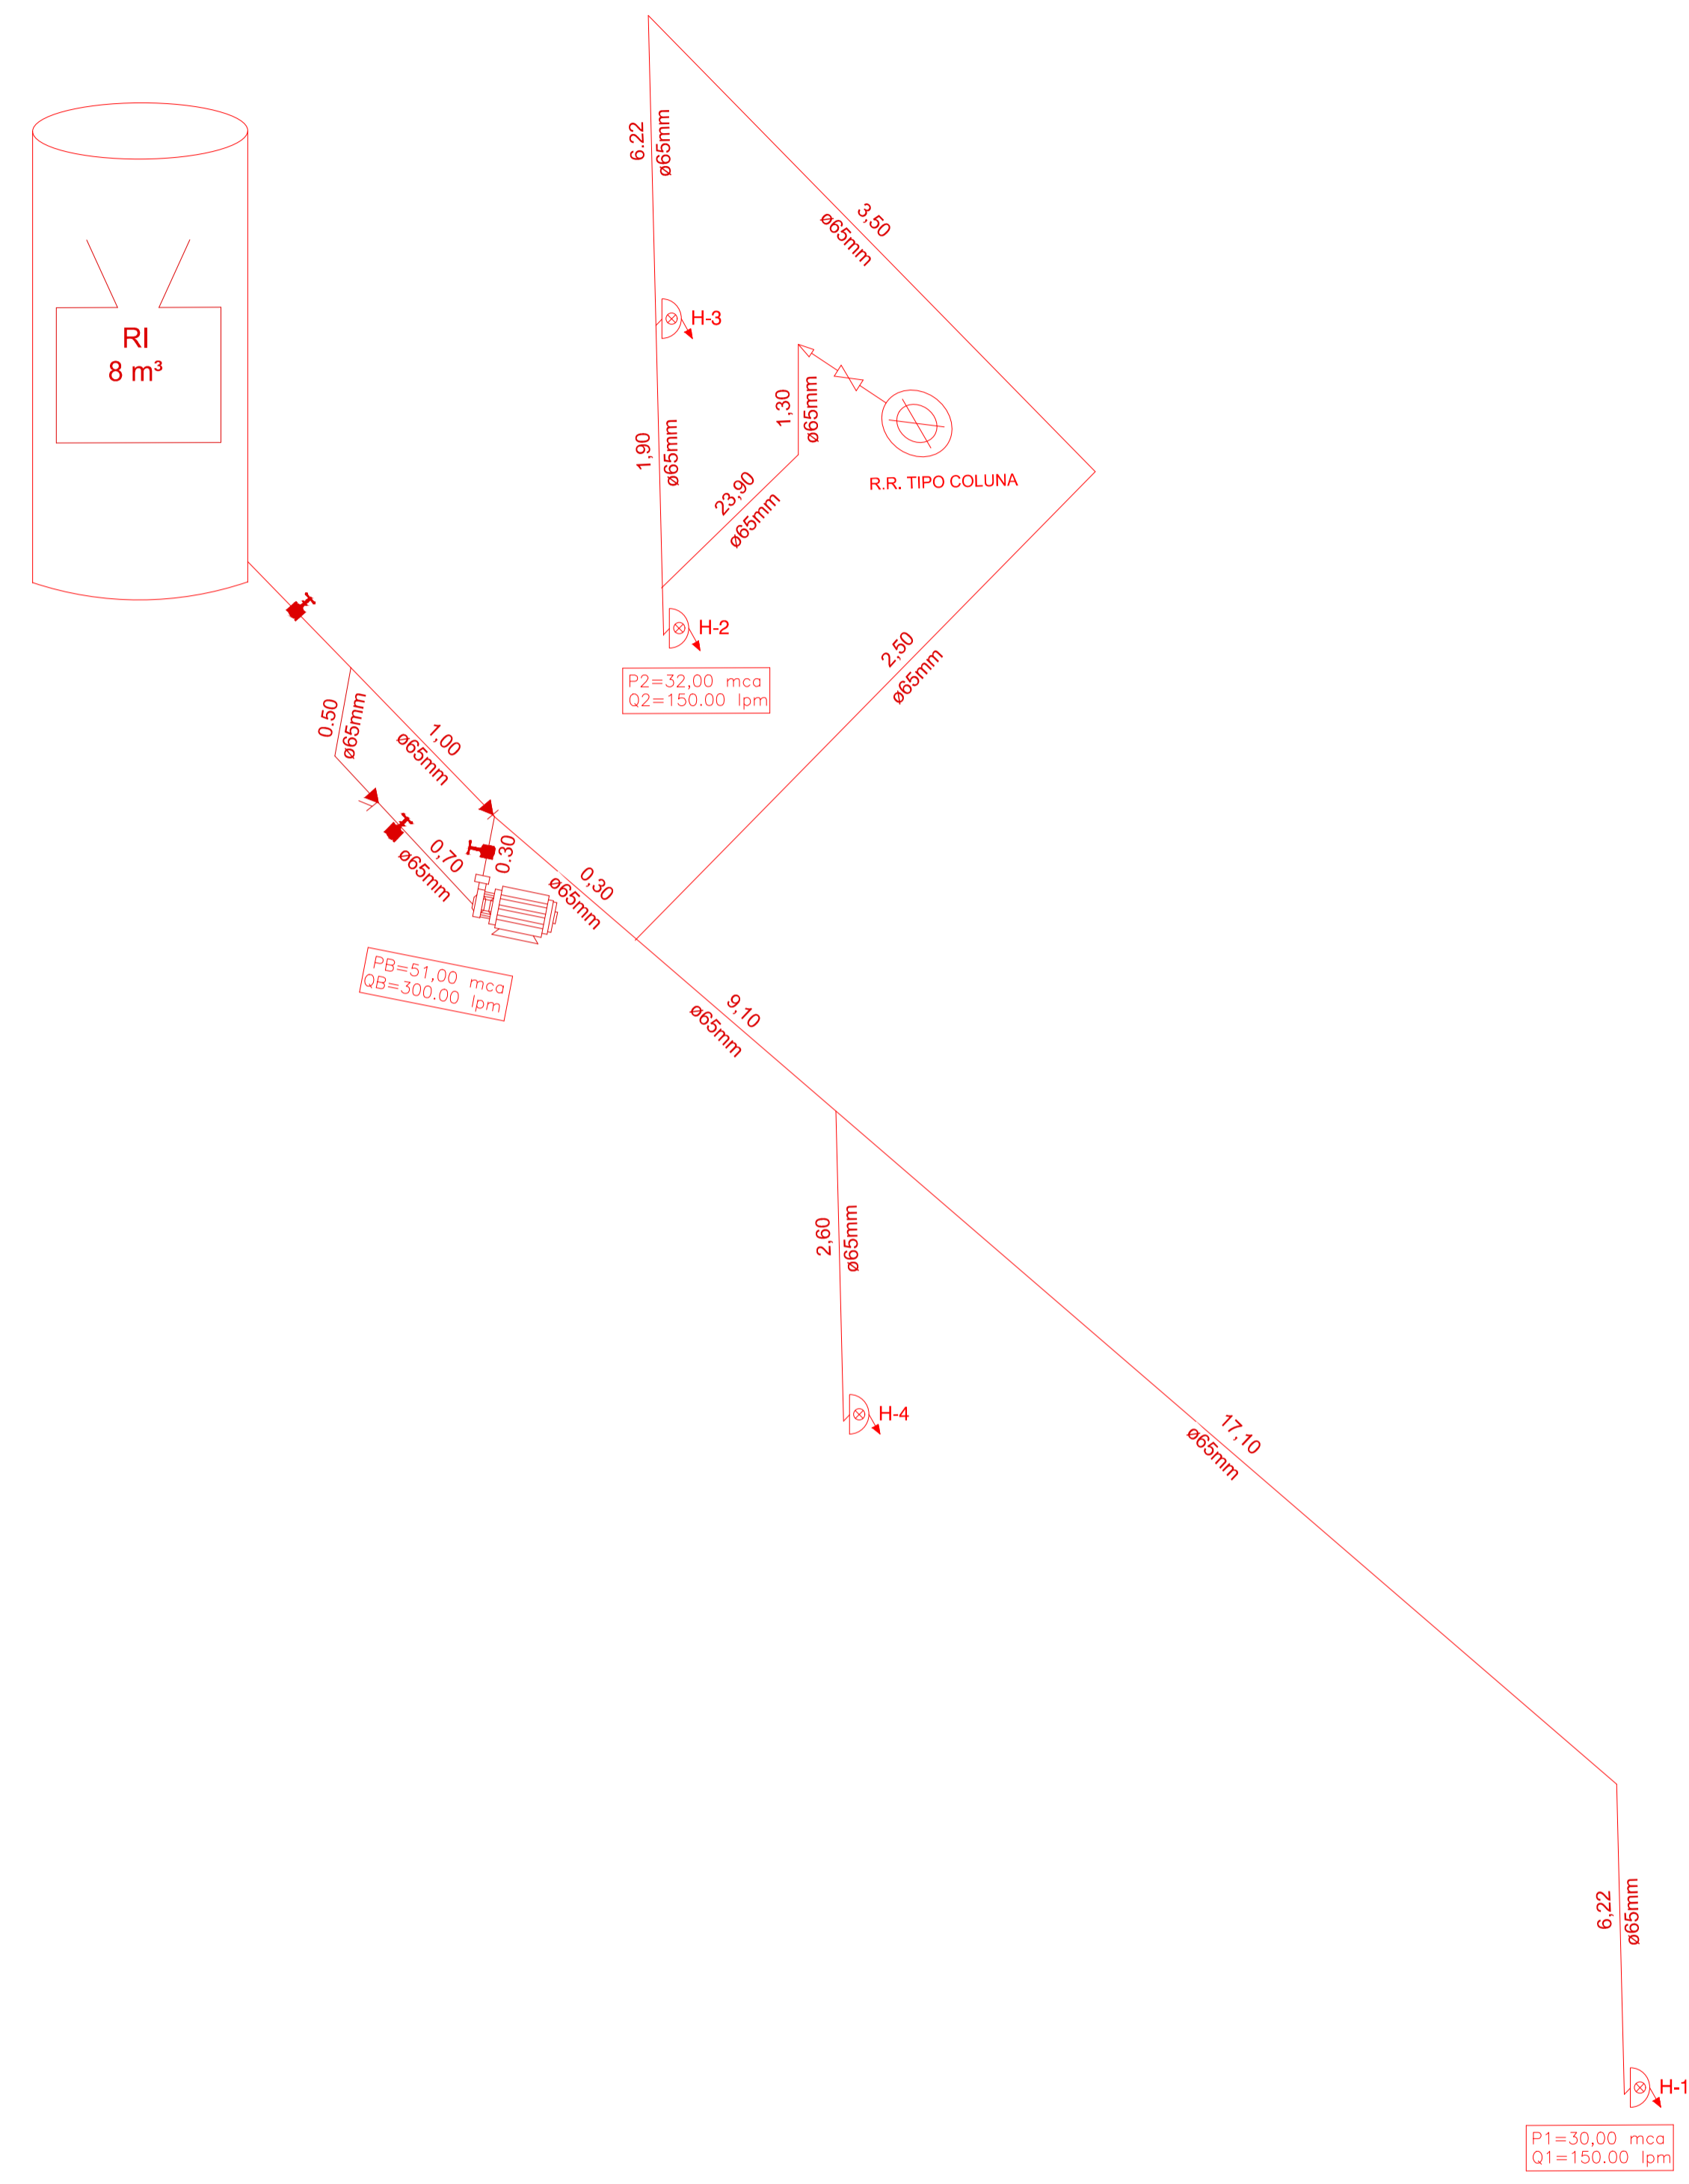 6.22
ø65mm
3,50
ø65mm
RI
8 m³
H-3
1,90
ø65mm
1,30
ø65mm
23,90
ø65mm
R.R. TIPO COLUNA
H-2
P2=32,00 mca
Q2=150.00 lpm
2,50
ø65mm
0.50
ø65mm
1,00
ø65mm
0,70
ø65mm
0.30
0,30
ø65mm
PB=51,00 mca
QB=300.00 lpm
9,10
ø65mm
2,60
ø65mm
H-4
17,10
ø65mm
6,22
ø65mm
H-1
P1=30,00 mca
Q1=150.00 lpm